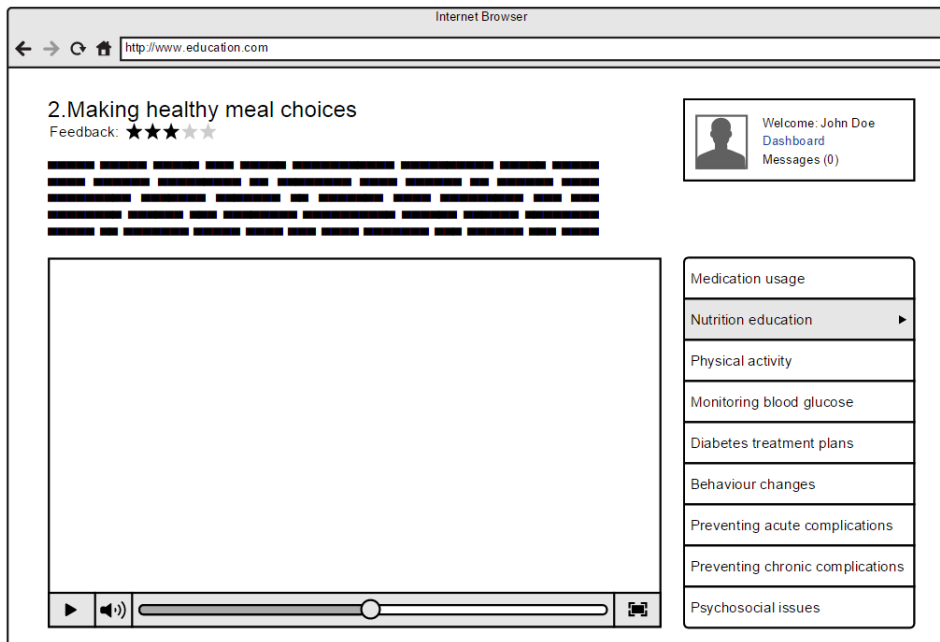 Internet Browser
http://www.education.com
2.Making healthy meal choices
Feedback:
Welcome: John Doe
Dashboard
Messages (0)
Medication usage
Nutrition education
Physical activity
Monitoring blood glucose
Diabetes treatment plans
Behaviour changes
Preventing acute complications
Preventing chronic complications
Psychosocial issues